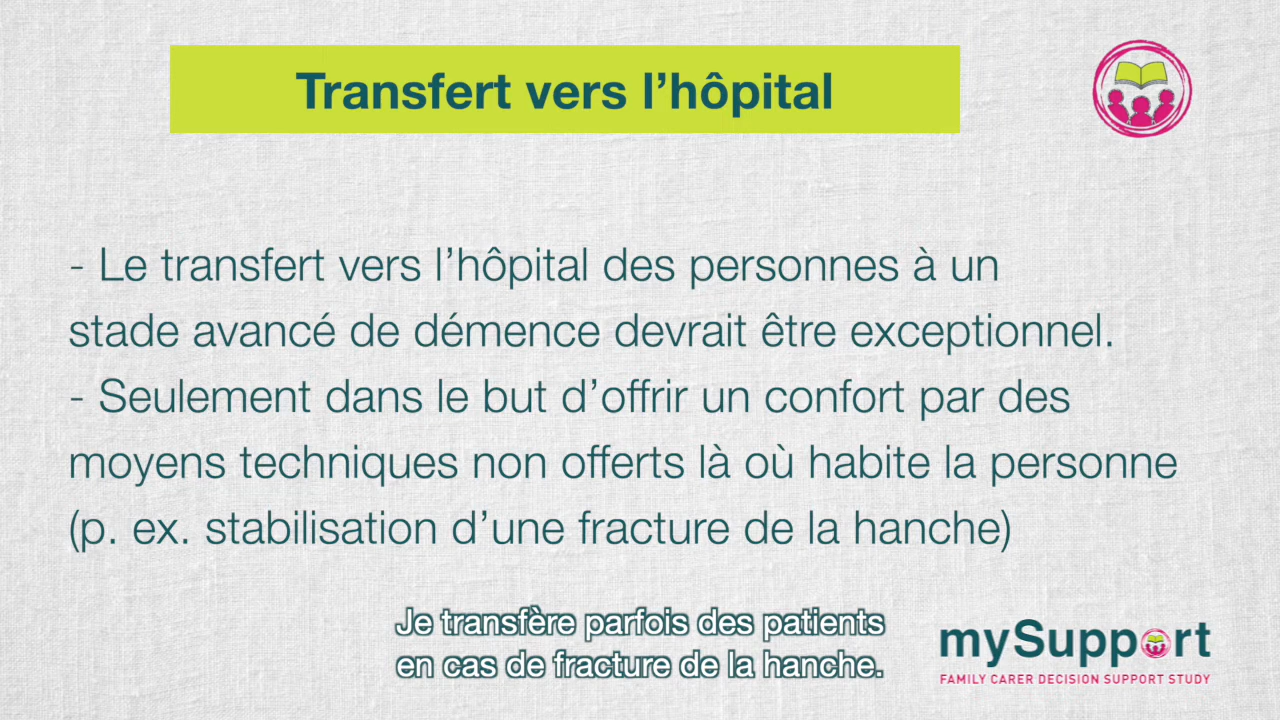 Transfert vers l’hôpital
- Le transfert vers l’hôpital des personnes à un
stade avancé de démence devrait être exceptionnel.
- Seulement dans le but d’offrir un confort par des
moyens techniques non offerts là où habite la personne
(p. ex. stabilisation d’une fracture de la hanche)
Je transfère parfois des patients
en cas de fracture de la hanche.
mySupport
FAMILY CARER DECISION SUPPORT STUDY